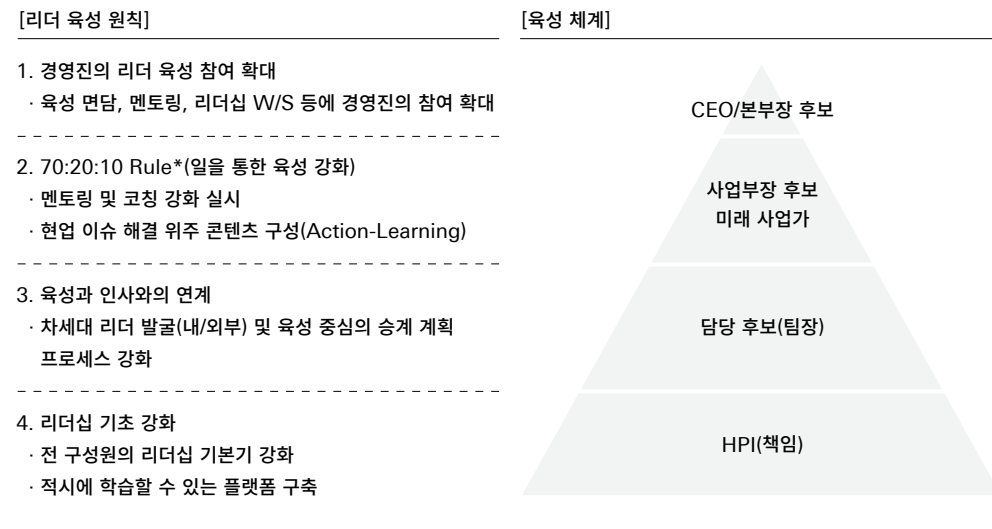 [리더 육성 원칙]
1. 경영진의 리더 육성 참여 확대
· 육성 면담, 멘토링, 리더십 W/S 등에 경영진의 참여 확대
2. 70:20:10 Rule*(일을 통한 육성 강화)
· 멘토링 및 코칭 강화 실시
· 현업 이슈 해결 위주 콘텐츠 구성(Action-Learning)
3. 육성과 인사와의 연계
· 차세대 리더 발굴(내/외부) 및 육성 중심의 승계 계획
프로세스 강화
4. 리더십 기초 강화
· 전 구성원의 리더십 기본기 강화
· 적시에 학습할 수 있는 플랫폼 구축
[육성 체계]
CEO/본부장 후보
사업부장 후보
미래 사업가
담당 후보(팀장)
HPI(책임)